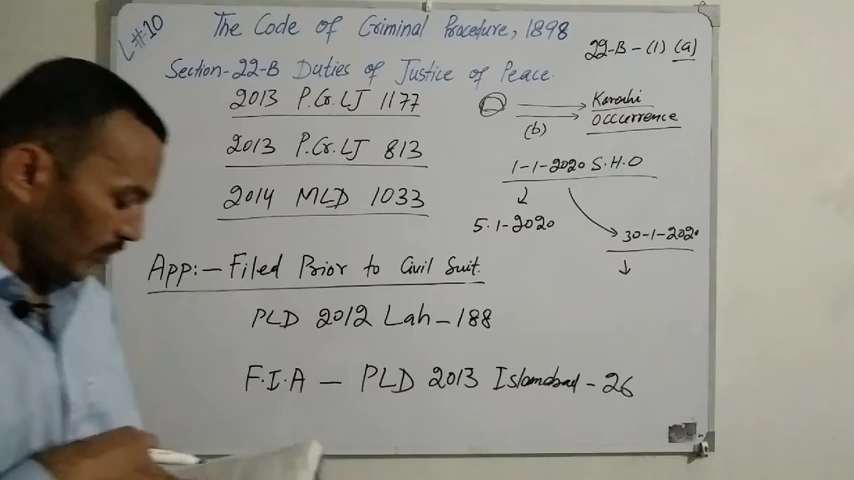 L#10
The Code of Criminal Procedure, 1898
Section-22-B Duties of Justice of Peace.
2013 P.Cr.LJ 1177
2013 P.Cr.LJ 813
2014 MLD 1033
App:- Filed Prior to Civil Suit.
PLD 2012 Lah-188
F.I.A - PLD 2013 Islamabad-26
22-B-(1) (a)
Karachi
Occurrence
(b)
1-1-2020 S.H.O
5.1-2020
30-1-2020